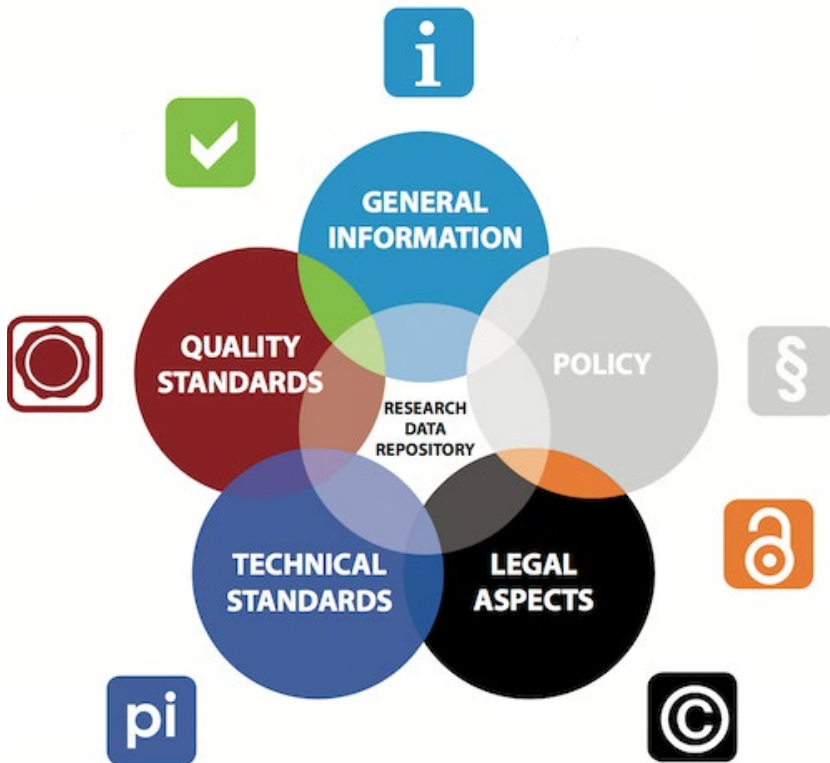 i
GENERAL
INFORMATION
QUALITY
STANDARDS
POLICY
§
RESEARCH
DATA
REPOSITORY
TECHNICAL
STANDARDS
LEGAL
ASPECTS
pi
©